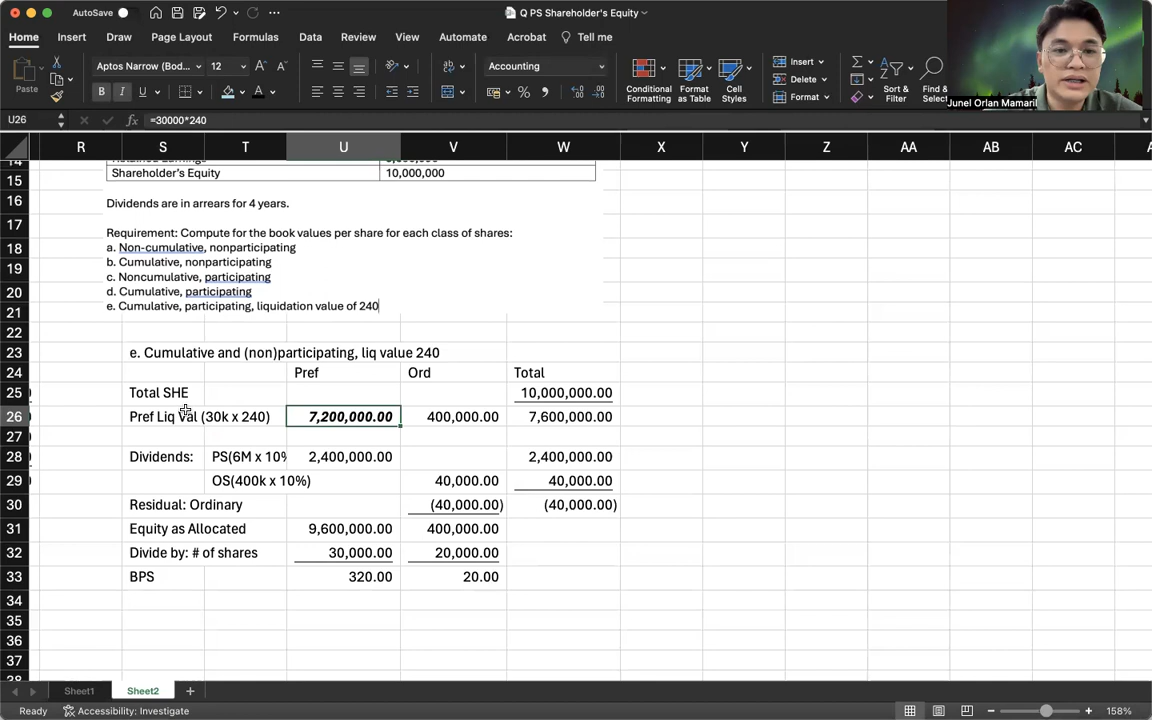 AutoSave
Q PS Shareholder's Equity
Home Insert Draw Page Layout Formulas Data Review View Automate Acrobat Tell me
Paste
Aptos Narrow (Bod... 12
B I U
Accounting
Conditional Formatting
Format as Table
Cell Styles
Insert
Delete
Format
Sort & Filter
Find & Selec
Junel Orlan Mamaril
U26 fx =30000*240
R S T U V W X Y Z AA AB AC A
14
15 Shareholder's Equity 10,000,000
16 Dividends are in arrears for 4 years.
17 Requirement: Compute for the book values per share for each class of shares:
18 a. Non-cumulative, nonparticipating
19 b. Cumulative, nonparticipating
c. Noncumulative, participating
20 d. Cumulative, participating
21 e. Cumulative, participating, liquidation value of 240
22
23 e. Cumulative and (non)participating, liq value 240
24 Pref Ord Total
25 Total SHE 10,000,000.00
26 Pref Liq Val (30k x 240) 7,200,000.00 400,000.00 7,600,000.00
27
28 Dividends: PS(6M x 10% 2,400,000.00 2,400,000.00
29 OS(400k x 10%) 40,000.00 40,000.00
30 Residual: Ordinary (40,000.00) (40,000.00)
31 Equity as Allocated 9,600,000.00 400,000.00
32 Divide by: # of shares 30,000.00 20,000.00
33 BPS 320.00 20.00
34
35
36
37
38
Sheet1 Sheet2
Ready Accessibility: Investigate 158%